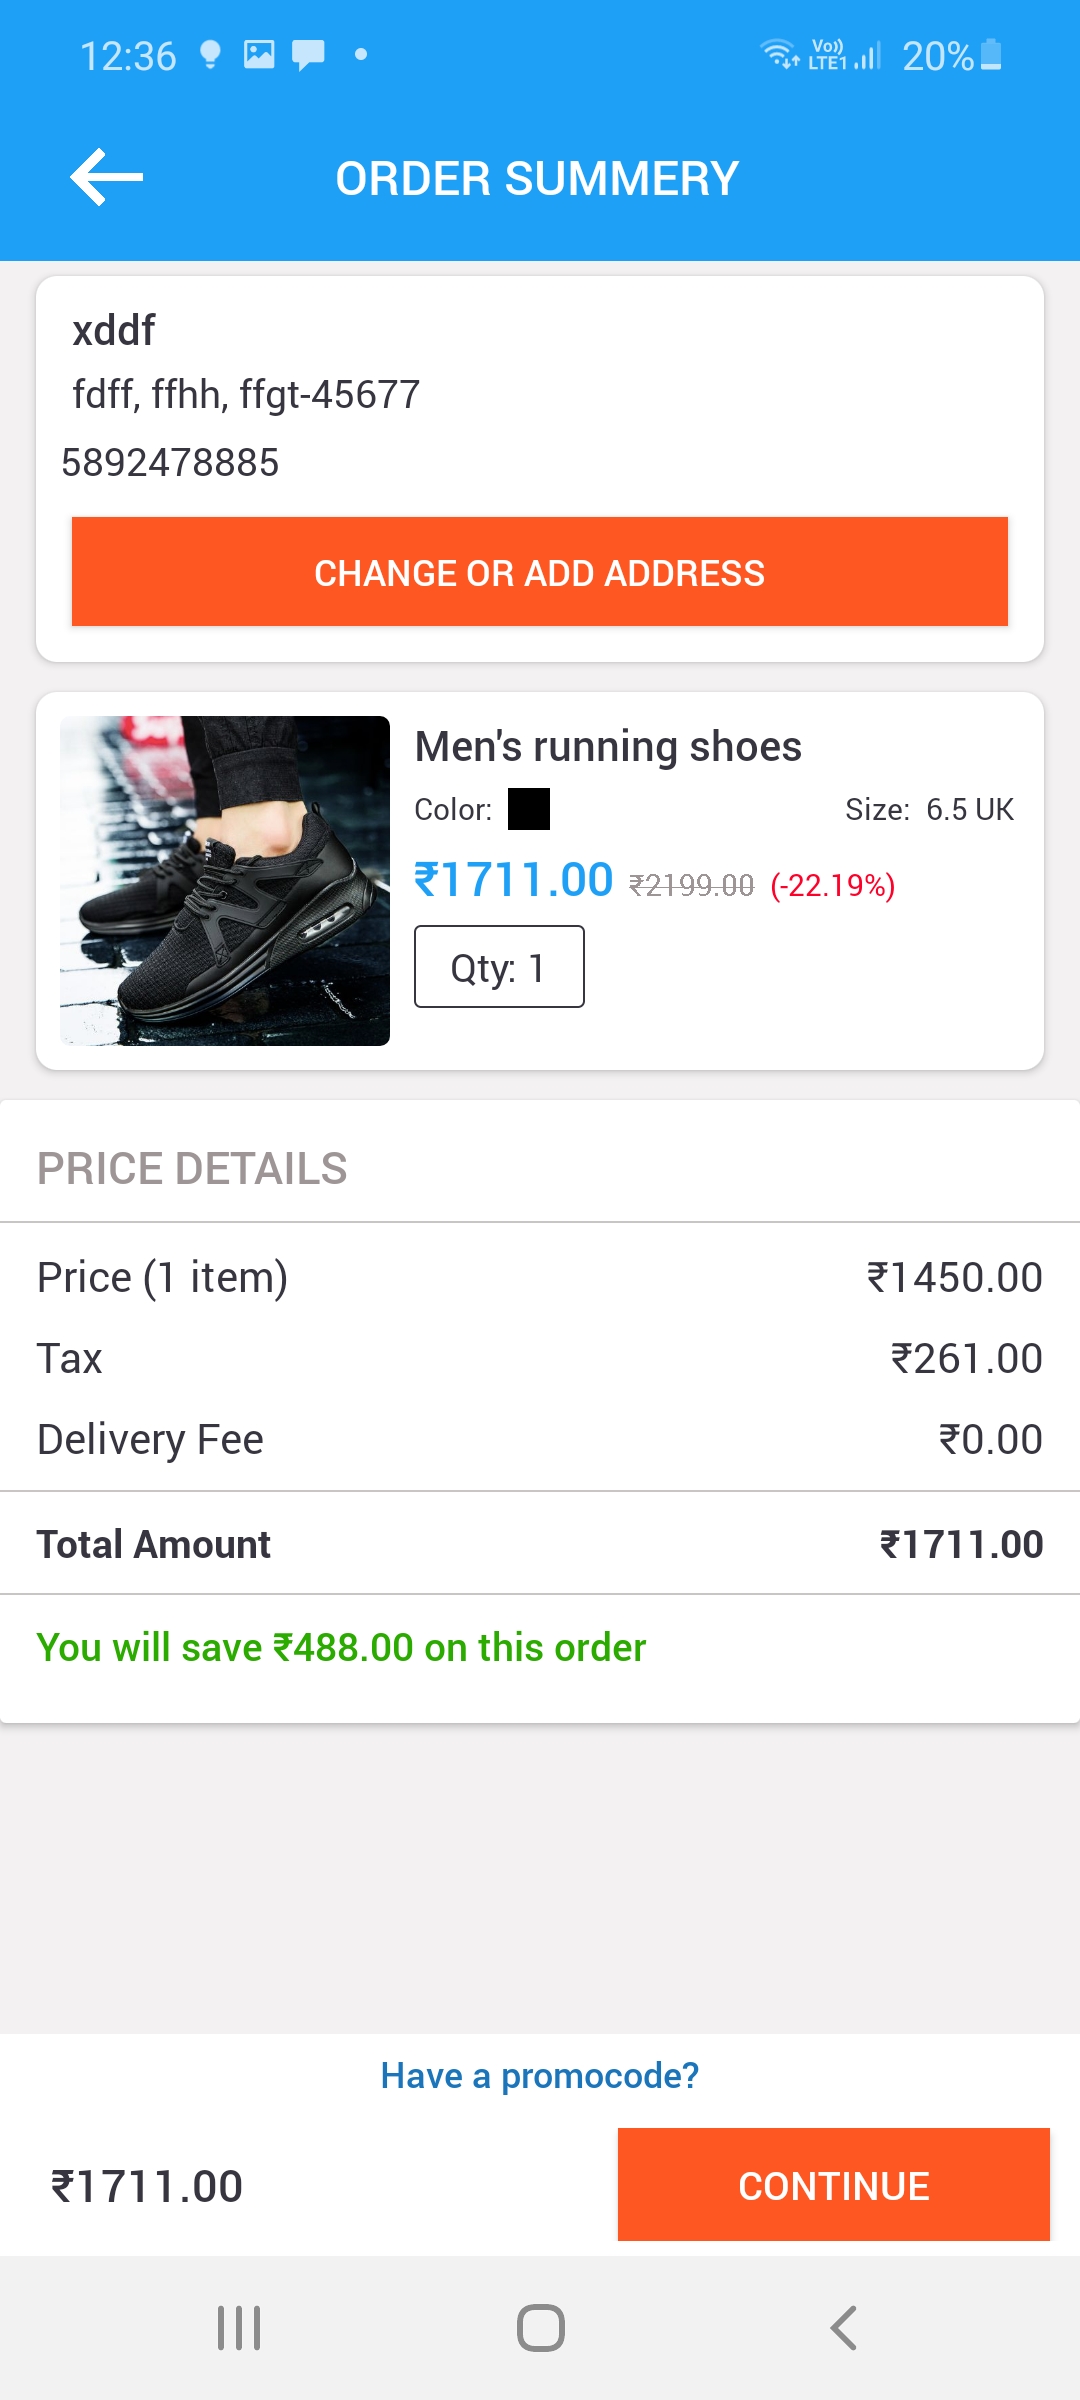 12:36
Vo)) LTE1 20%
ORDER SUMMERY
xddf
fdff, ffhh, ffgt-45677
5892478885
CHANGE OR ADD ADDRESS
Men's running shoes
Color: Size: 6.5 UK
₹1711.00 ₹2199.00 (-22.19%)
Qty: 1
PRICE DETAILS
Price (1 item) ₹1450.00
Tax ₹261.00
Delivery Fee ₹0.00
Total Amount ₹1711.00
You will save ₹488.00 on this order
Have a promocode?
₹1711.00 CONTINUE